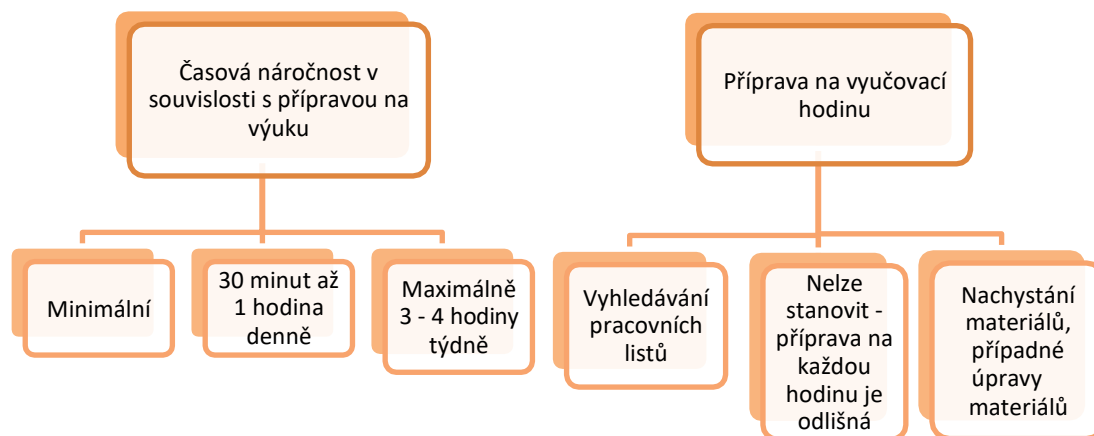 Časová náročnost v
souvislosti s přípravou na
výuku
Minimální
30 minut až
1 hodina
denně
Maximálně
3 - 4 hodiny
týdně
Příprava na vyučovací
hodinu
Vyhledávání
pracovních
listů
Nelze
stanovit -
příprava na
každou
hodinu je
odlišná
Nachystání
materiálů,
případné
úpravy
materiálů